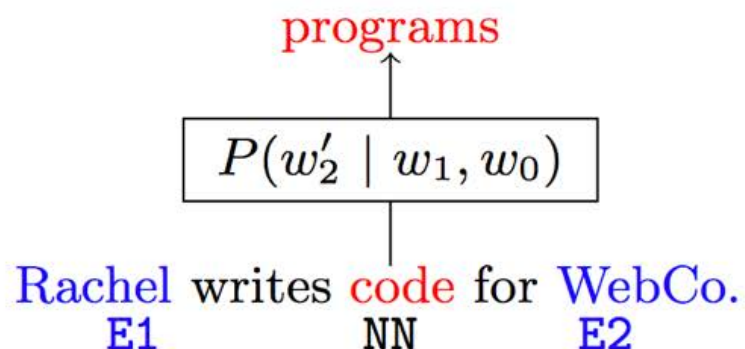 programs
P(w′₂ | w₁, w₀)
Rachel writes code for WebCo.
E1 NN E2